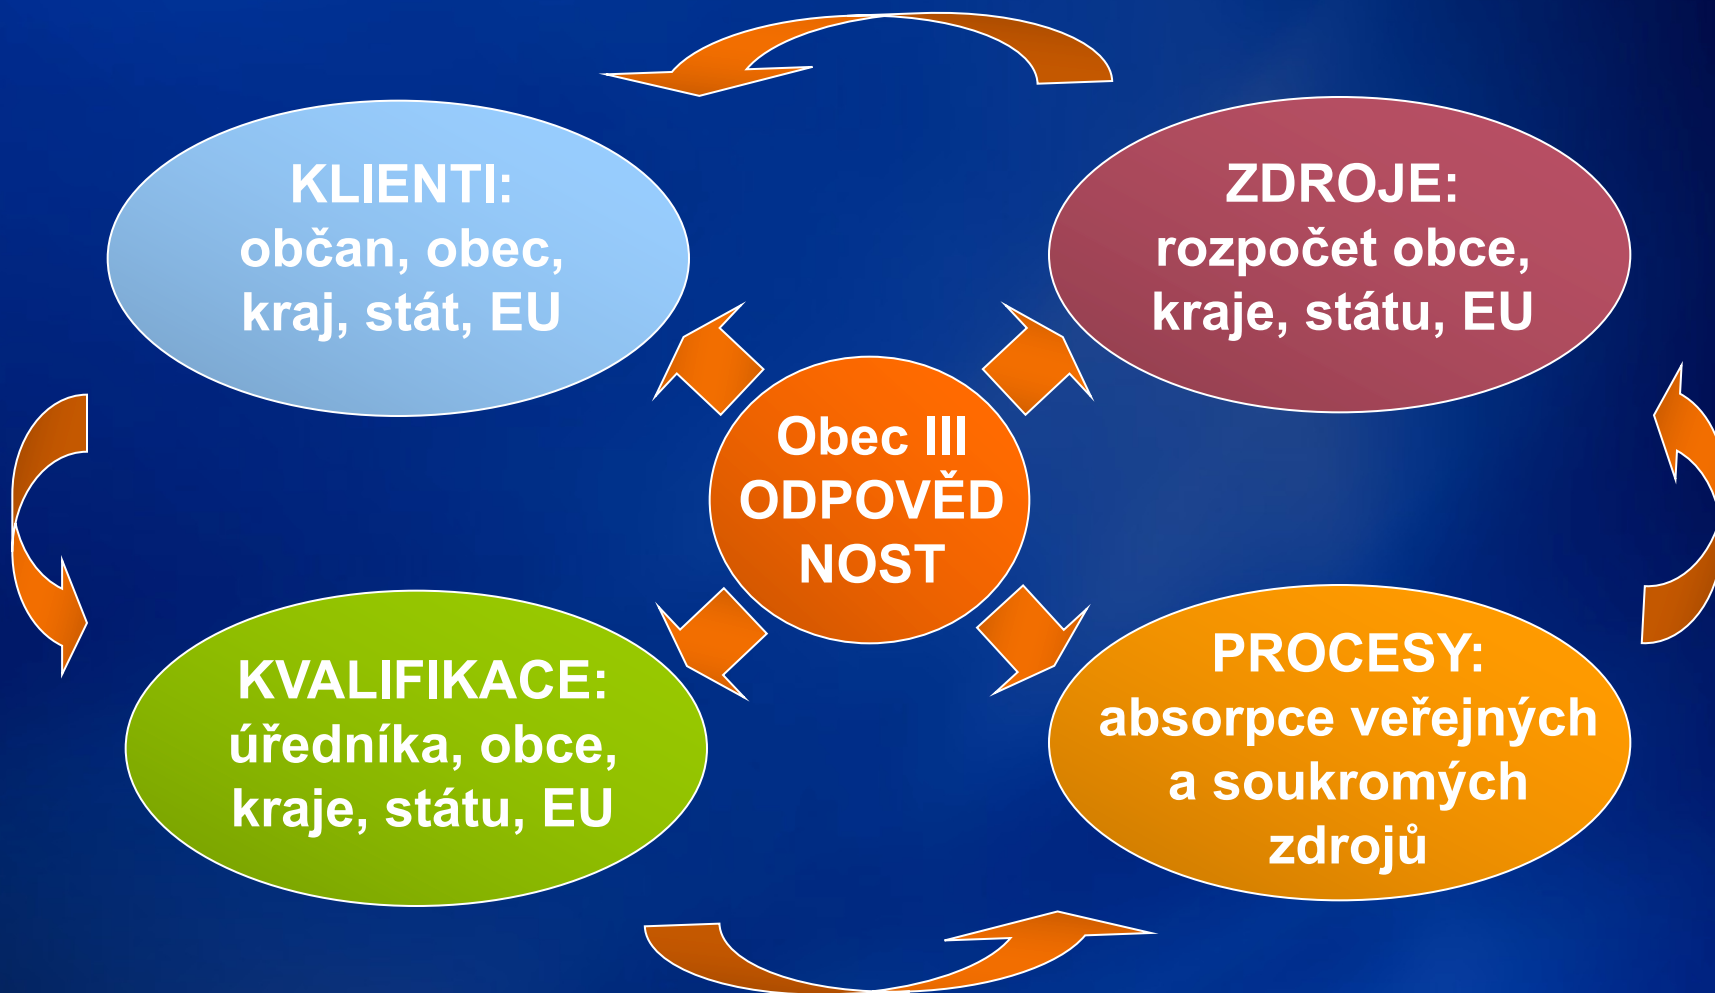 KLIENTI:
občan, obec,
kraj, stát, EU
ZDROJE:
rozpočet obce,
kraje, státu, EU
Obec III
ODPOVĚD
NOST
KVALIFIKACE:
úředníka, obce,
kraje, státu, EU
PROCESY:
absorpce veřejných
a soukromých
zdrojů